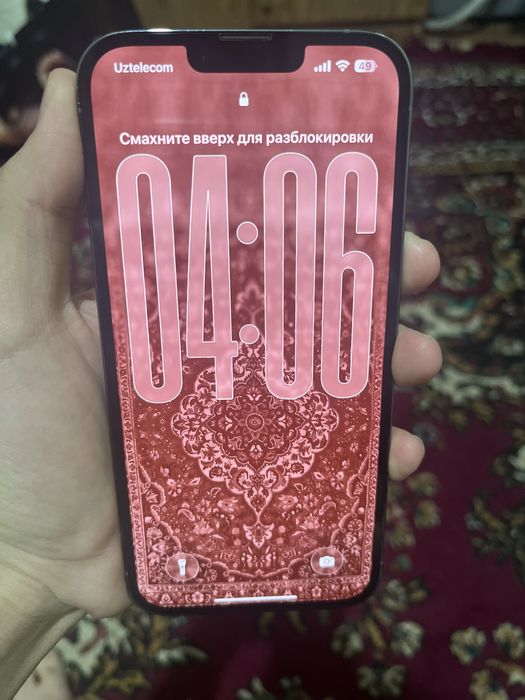 Uztelecom
49
Смахните вверх для разблокировки
04:06